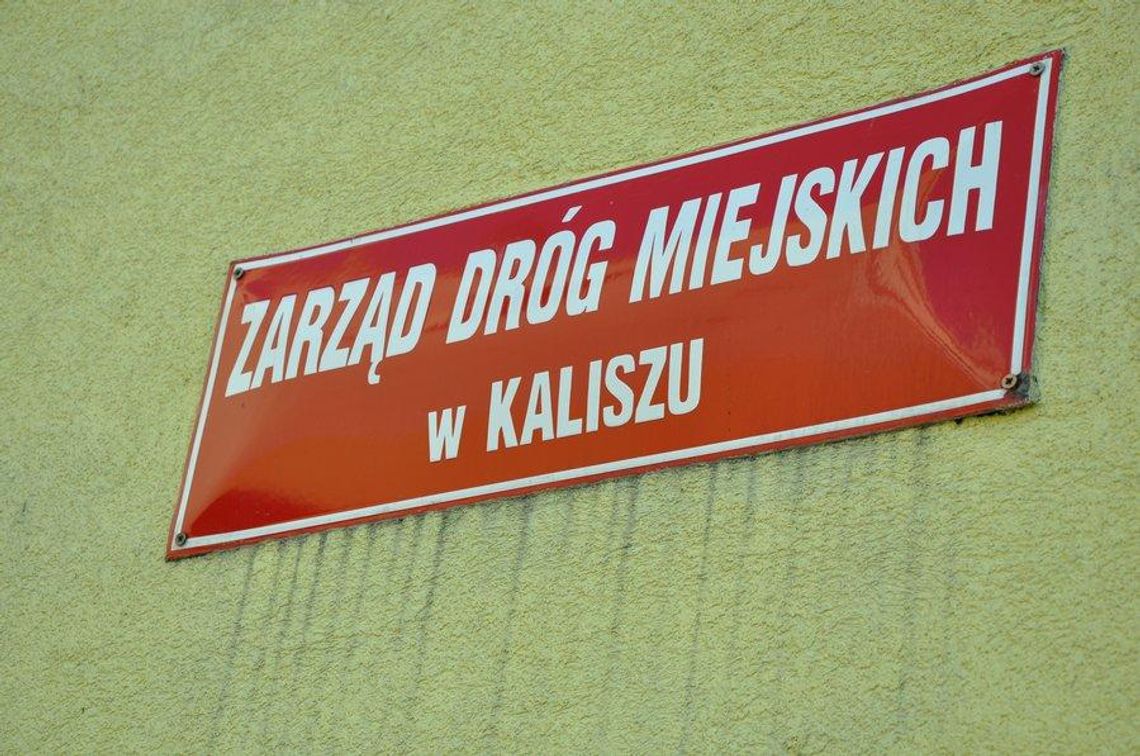 ZARZĄD DRÓG MIEJSKICH
w KALISZU